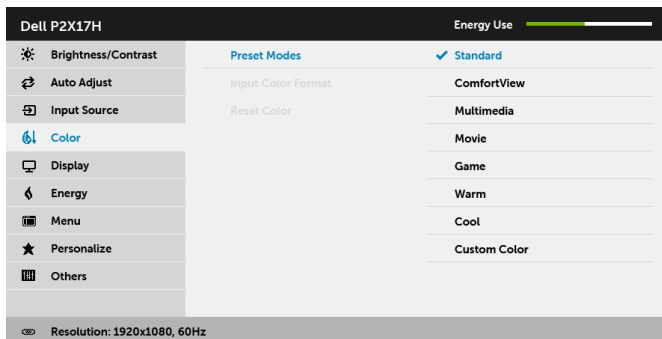 Dell P2X17H
Energy Use
Brightness/Contrast
Preset Modes
Standard
Auto Adjust
Input Color Format
ComfortView
Input Source
Reset Color
Multimedia
Color
Movie
Display
Game
Energy
Warm
Menu
Cool
Personalize
Custom Color
Others
Resolution: 1920x1080, 60Hz